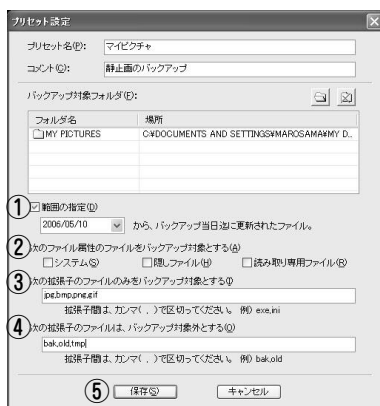 プリセット設定
プリセット名(P): マイピクチャ
コメント(C): 静止画のバックアップ
バックアップ対象フォルダ(F):
フォルダ名 場所
MY PICTURES C:¥DOCUMENTS AND SETTINGS¥MAROSAMA¥MY D..
① 範囲の指定(D)
2006/05/10 から、バックアップ当日迄に更新されたファイル。
② 次のファイル属性のファイルをバックアップ対象とする(A)
システム(S) 隠しファイル(H) 読み取り専用ファイル(R)
③ 次の拡張子のファイルのみをバックアップ対象とする(I)
jpg,bmp,png,gif
拡張子間は、カンマ( , )で区切ってください。 例) exe,ini
④ 次の拡張子のファイルは、バックアップ対象外とする(O)
bak,old,tmp
拡張子間は、カンマ( , )で区切ってください。 例) bak,old
⑤ 保存(S) キャンセル